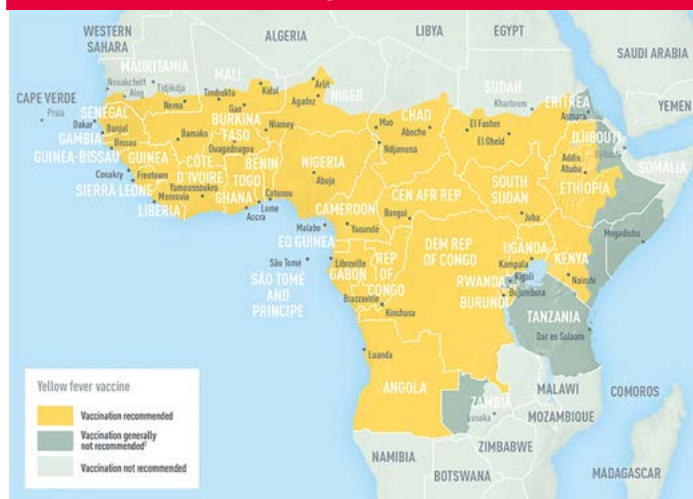 WESTERN
SAHARA
ALGERIA
LIBYA
EGYPT
SAUDI ARABIA
MAURITANIA
Nouakchott
Tidjikdja
Aleg
CAPE VERDE
Praia
MALI
Timbuktu
Kidal
Nema
Gao
Arlit
Agadez
NIGER
CHAD
Mao
Abeche
Ndjamena
SUDAN
Khartoum
El Fasher
El Obeid
ERITREA
Asmara
YEMEN
DJIBOUTI
Djibouti
SENEGAL
Dakar
Banjul
GAMBIA
Bissau
GUINEA-BISSAU
GUINEA
Bamako
BURKINA
FASO
Ouagadougou
Niamey
Conakry
Freetown
SIERRA LEONE
Monrovia
LIBERIA
CÔTE
D'IVOIRE
Yamoussoukro
GHANA
Accra
TOGO
Lome
BENIN
Cotonou
NIGERIA
Abuja
CAMEROON
Yaoundé
CEN AFR REP
Bangui
SOUTH
SUDAN
Juba
Addis
Ababa
ETHIOPIA
SOMALIA
Mogadishu
Malabo
EQ GUINEA
São Tomé
SÃO TOMÉ
AND
PRINCIPE
Libreville
GABON
REP
OF
CONGO
Brazzaville
Kinshasa
DEM REP
OF CONGO
UGANDA
Kampala
KENYA
Nairobi
RWANDA
Kigali
BURUNDI
Bujumbura
TANZANIA
Dar es Salaam
Luanda
ANGOLA
ZAMBIA
Lusaka
MALAWI
COMOROS
MOZAMBIQUE
ZIMBABWE
NAMIBIA
BOTSWANA
MADAGASCAR
Yellow fever vaccine
Vaccination recommended
Vaccination generally
not recommended
Vaccination not recommended